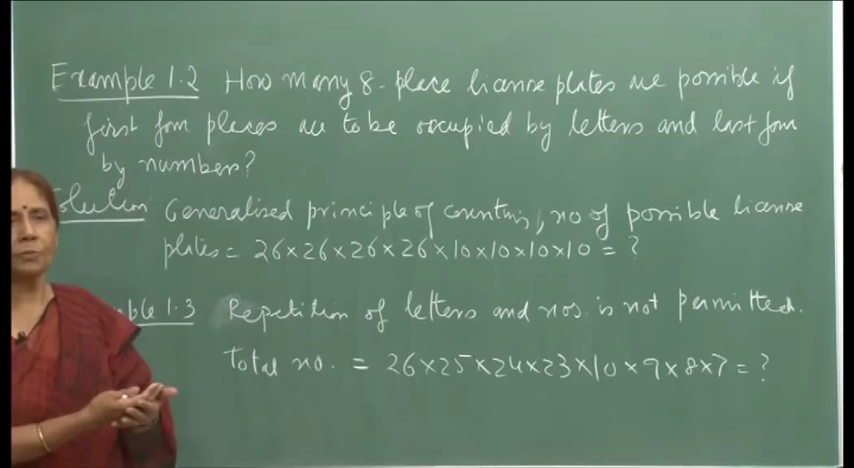 Example 1.2 How many 8-place license plates are possible if
first four places are to be occupied by letters and last four
by numbers?
Solution Generalised principle of counting, no of possible license
plates = 26×26×26×26×10×10×10×10 = ?
ble 1.3 Repetition of letters and nos. is not permitted.
Total no. = 26×25×24×23×10×9×8×7 = ?